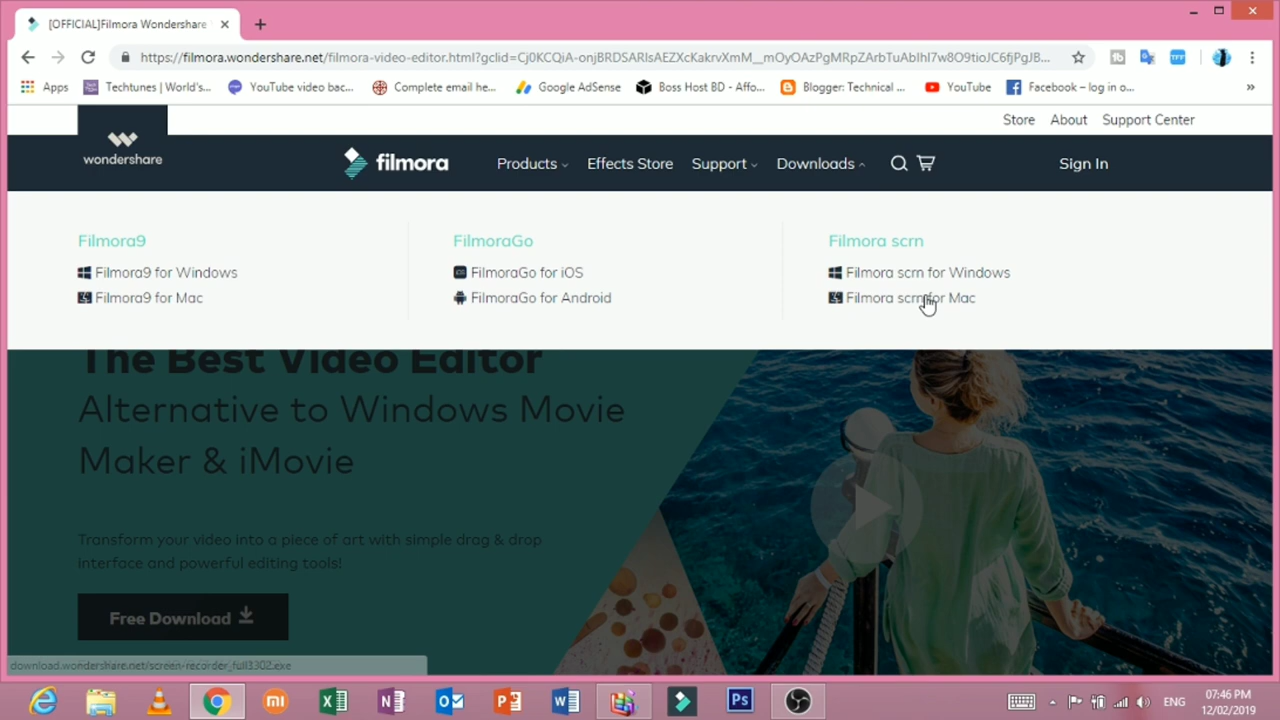 [OFFICIAL]Filmora Wondershare
https://filmora.wondershare.net/filmora-video-editor.html?gclid=Cj0KCQiA-onjBRDSARIsAEZXcKakrvXmM__mOyOAzPgMRpZArbTuAbIhI7w8O9tioJC6fjPgJB...
Apps
Techtunes | World's...
YouTube video bac...
Complete email he...
Google AdSense
Boss Host BD - Affo...
Blogger: Technical ...
YouTube
Facebook – log in o...
»
Store About Support Center
wondershare
filmora
Products Effects Store Support Downloads
Sign In
Filmora9
Filmora9 for Windows
Filmora9 for Mac
FilmoraGo
FilmoraGo for iOS
FilmoraGo for Android
Filmora scrn
Filmora scrn for Windows
Filmora scrn for Mac
The Best Video Editor
Alternative to Windows Movie
Maker & iMovie
Transform your video into a piece of art with simple drag & drop
interface and powerful editing tools!
Free Download
download.wondershare.net/screen-recorder_full3302.exe
Ps
ENG
07:46 PM
12/02/2019